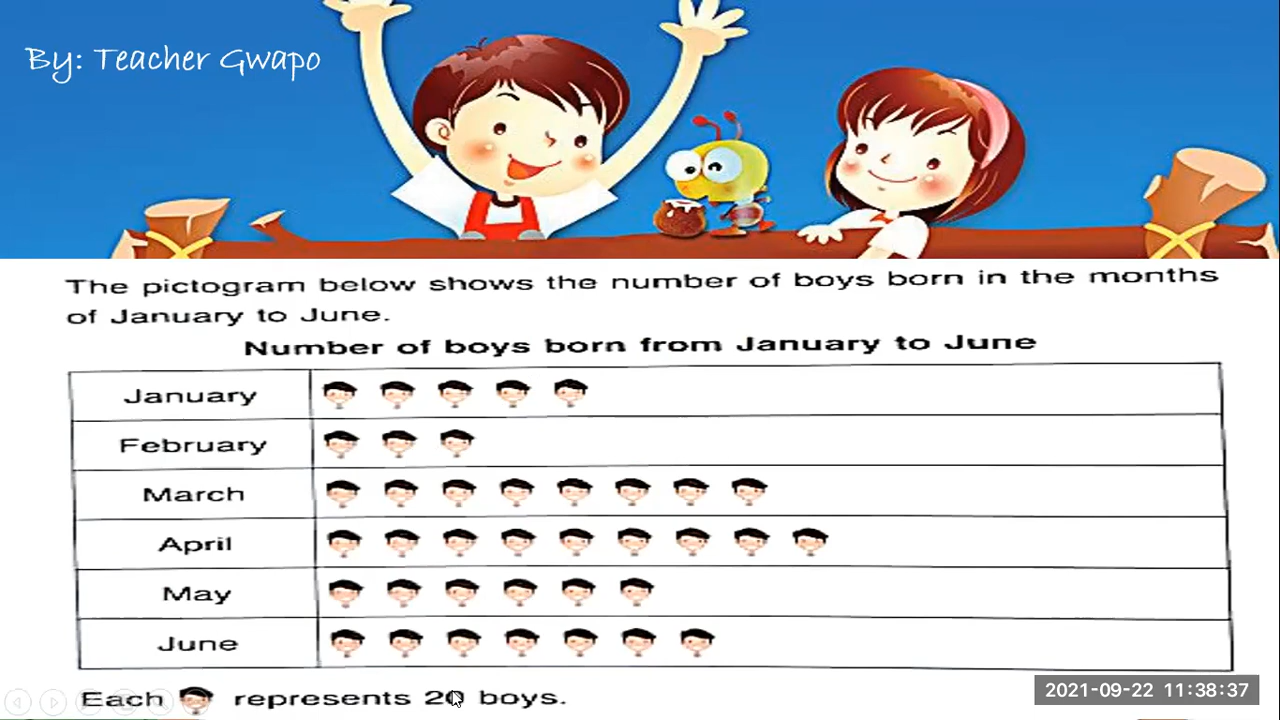 By: Teacher Gwapo
The pictogram below shows the number of boys born in the months
of January to June.
Number of boys born from January to June
January
February
March
April
May
June
Each represents 20 boys.
2021-09-22 11:38:37